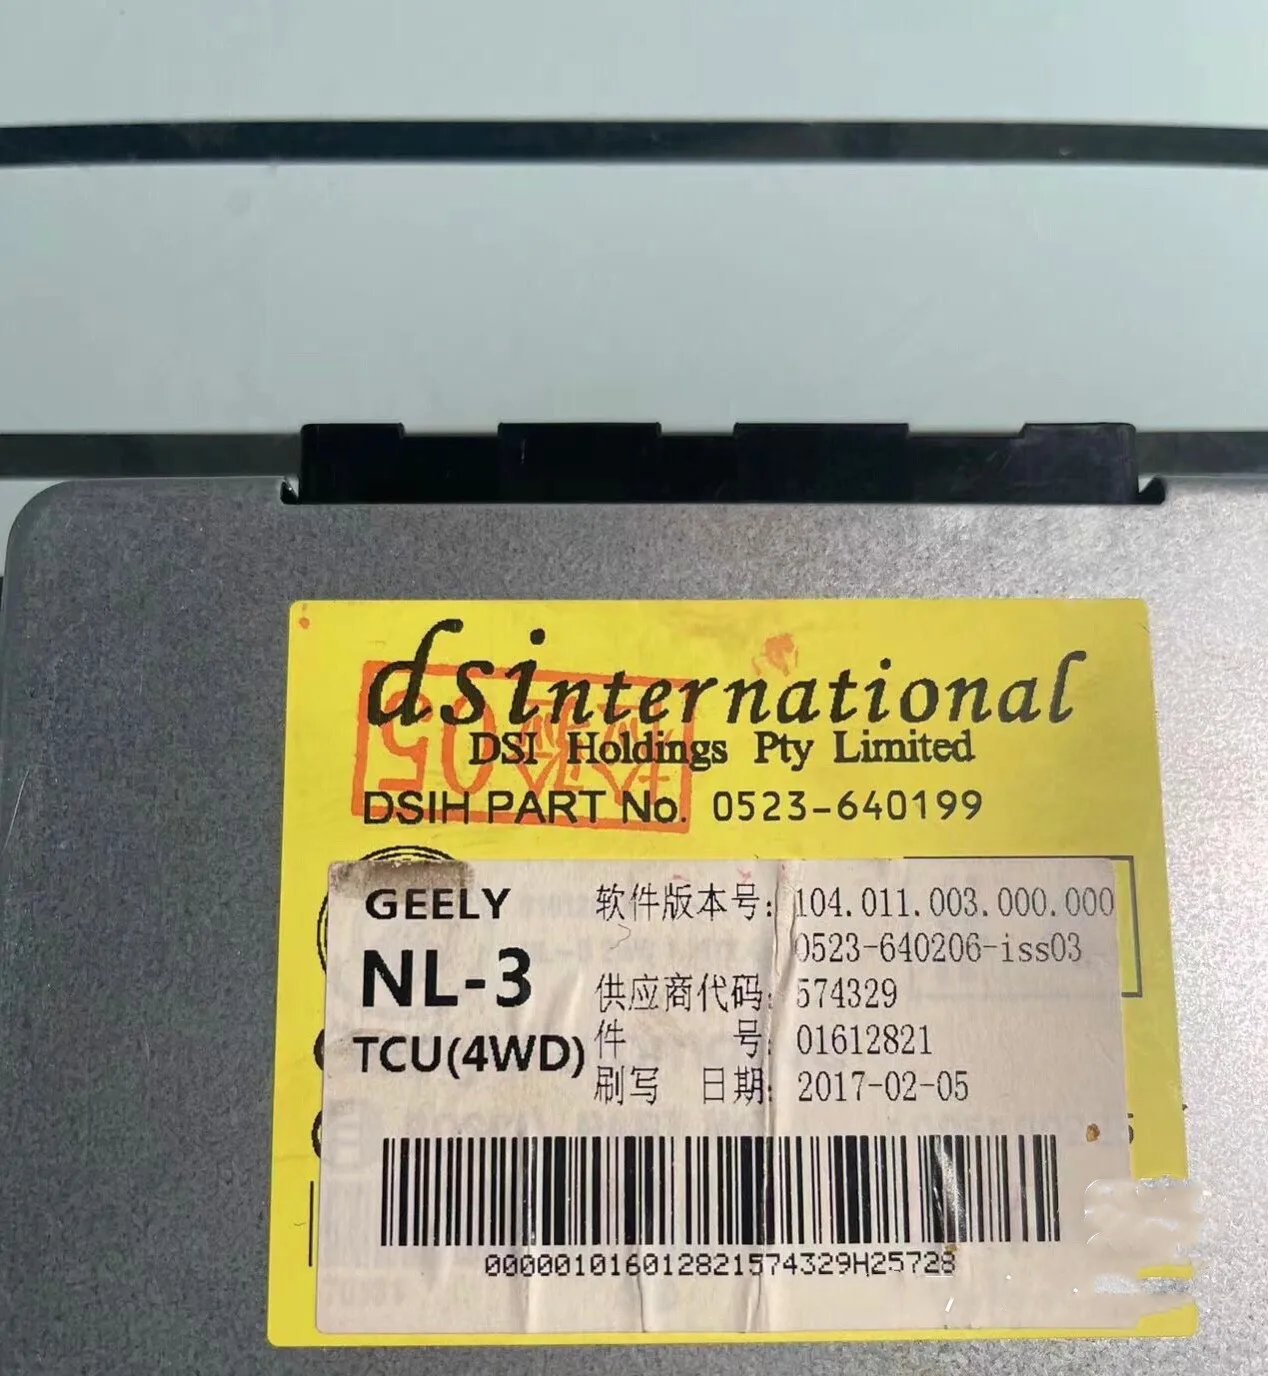 dsinternational
DSI Holdings Pty Limited
DSIH PART No. 0523-640199
05
GEELY
NL-3
TCU(4WD)
软件版本号: 104.011.003.000.000
0523-640206-iss03
供应商代码: 574329
件 号: 01612821
刷写 日期: 2017-02-05
000001016012821574329H25728